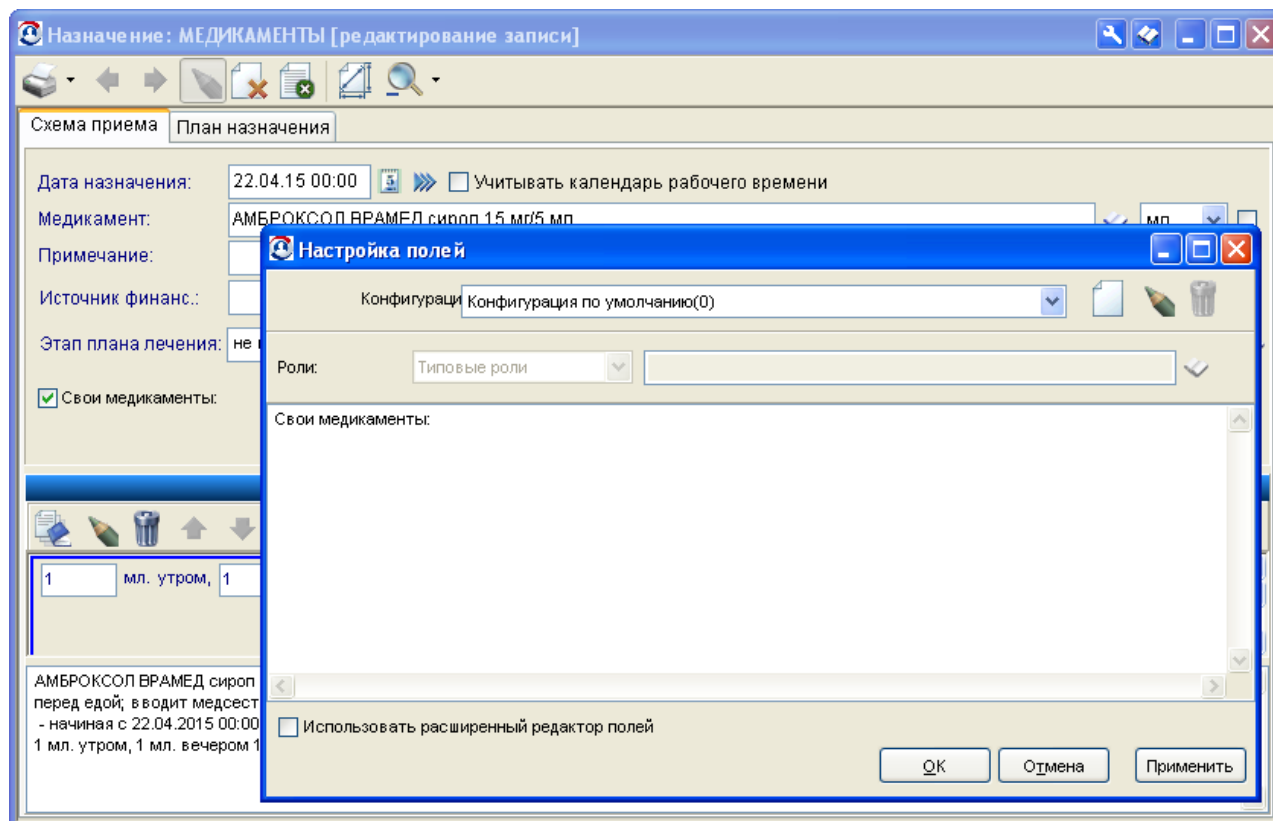 Назначение: МЕДИКАМЕНТЫ [редактирование записи]
Схема приема План назначения
Дата назначения: 22.04.15 00:00 Учитывать календарь рабочего времени
Медикамент: АМБРОКСОЛ ВРАМЕД сироп 15 мг/5 мл мл
Примечание:
Источник финанс.:
Этап плана лечения: не
Свои медикаменты:
1 мл. утром, 1
АМБРОКСОЛ ВРАМЕД сироп
перед едой; вводит медсест
- начиная с 22.04.2015 00:00
1 мл. утром, 1 мл. вечером 1
Настройка полей
Конфигураци Конфигурация по умолчанию(0)
Роли: Типовые роли
Свои медикаменты:
Использовать расширенный редактор полей
ОК Отмена Применить